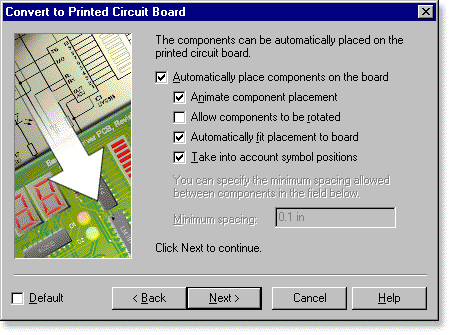 Convert to Printed Circuit Board
The components can be automatically placed on the
printed circuit board.
Automatically place components on the board
Animate component placement
Allow components to be rotated
Automatically fit placement to board
Take into account symbol positions
You can specify the minimum spacing allowed
between components in the field below.
Minimum spacing:
0.1 in
Click Next to continue.
Default
< Back
Next >
Cancel
Help